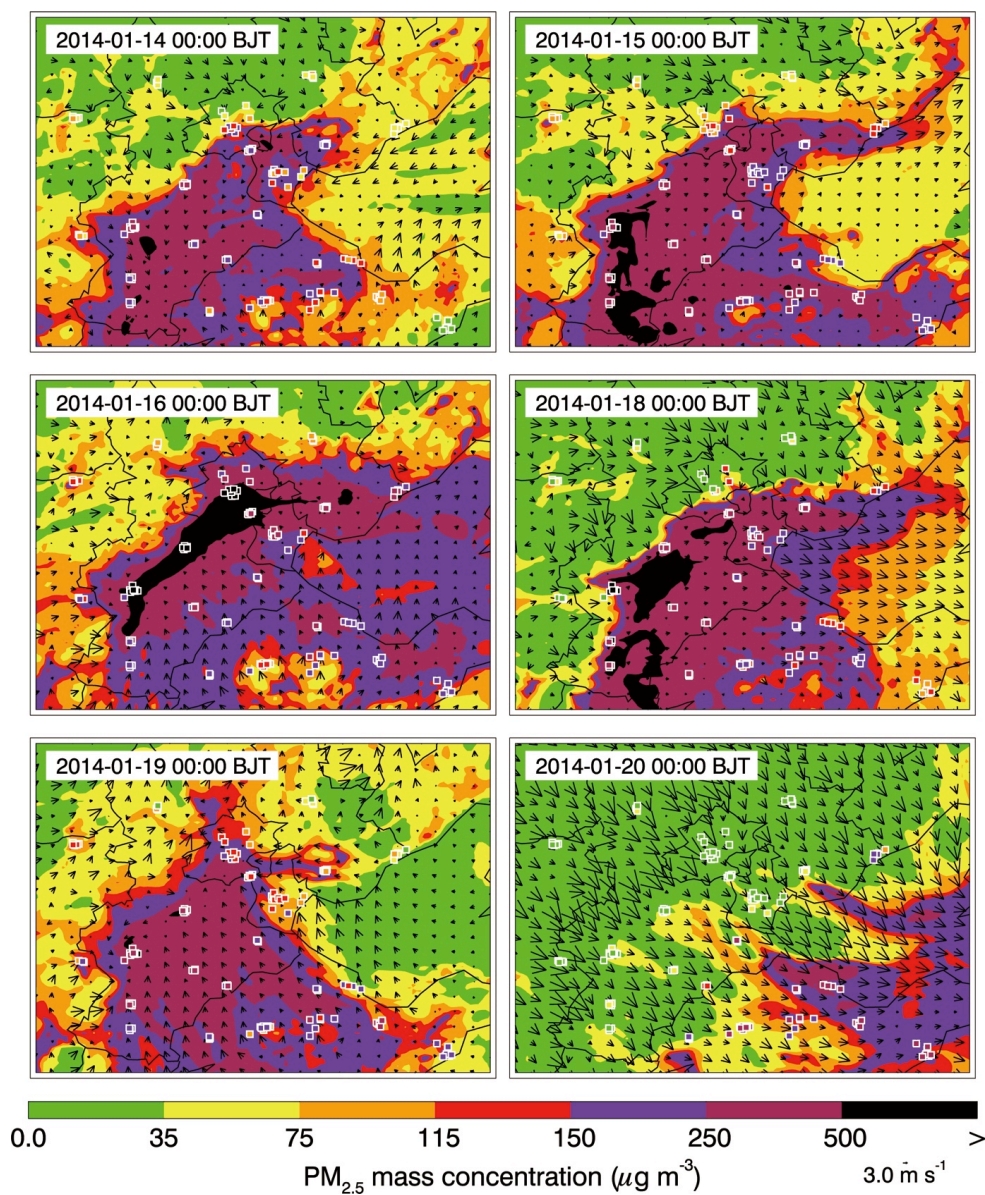 2014-01-14 00:00 BJT
2014-01-15 00:00 BJT
2014-01-16 00:00 BJT
2014-01-18 00:00 BJT
2014-01-19 00:00 BJT
2014-01-20 00:00 BJT
0.0 35 75 115 150 250 500 >
PM2.5 mass concentration (μg m-3)
3.0 m s-1